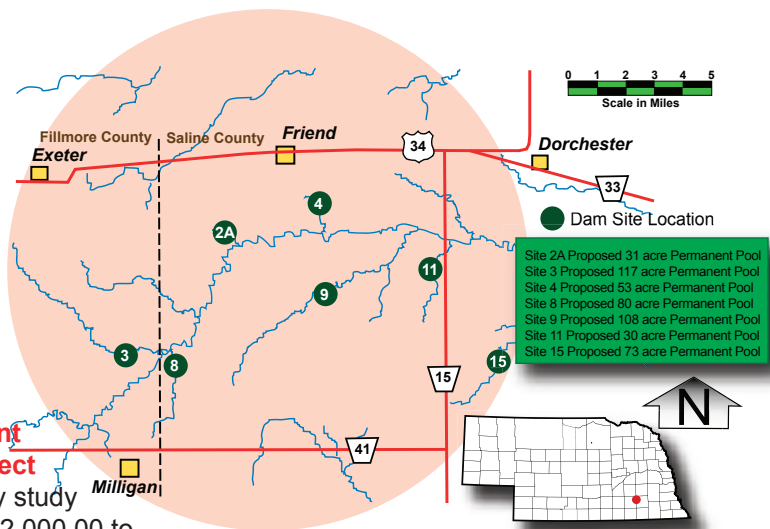 0 1 2 3 4 5
Scale in Miles
Fillmore County Saline County
Friend
Exeter
34
Dorchester
33
4
Dam Site Location
2A
Site 2A Proposed 31 acre Permanent Pool
Site 3 Proposed 117 acre Permanent Pool
Site 4 Proposed 53 acre Permanent Pool
Site 8 Proposed 80 acre Permanent Pool
Site 9 Proposed 108 acre Permanent Pool
Site 11 Proposed 30 acre Permanent Pool
Site 15 Proposed 73 acre Permanent Pool
11
9
3
8
15
15
N
41
Milligan
study